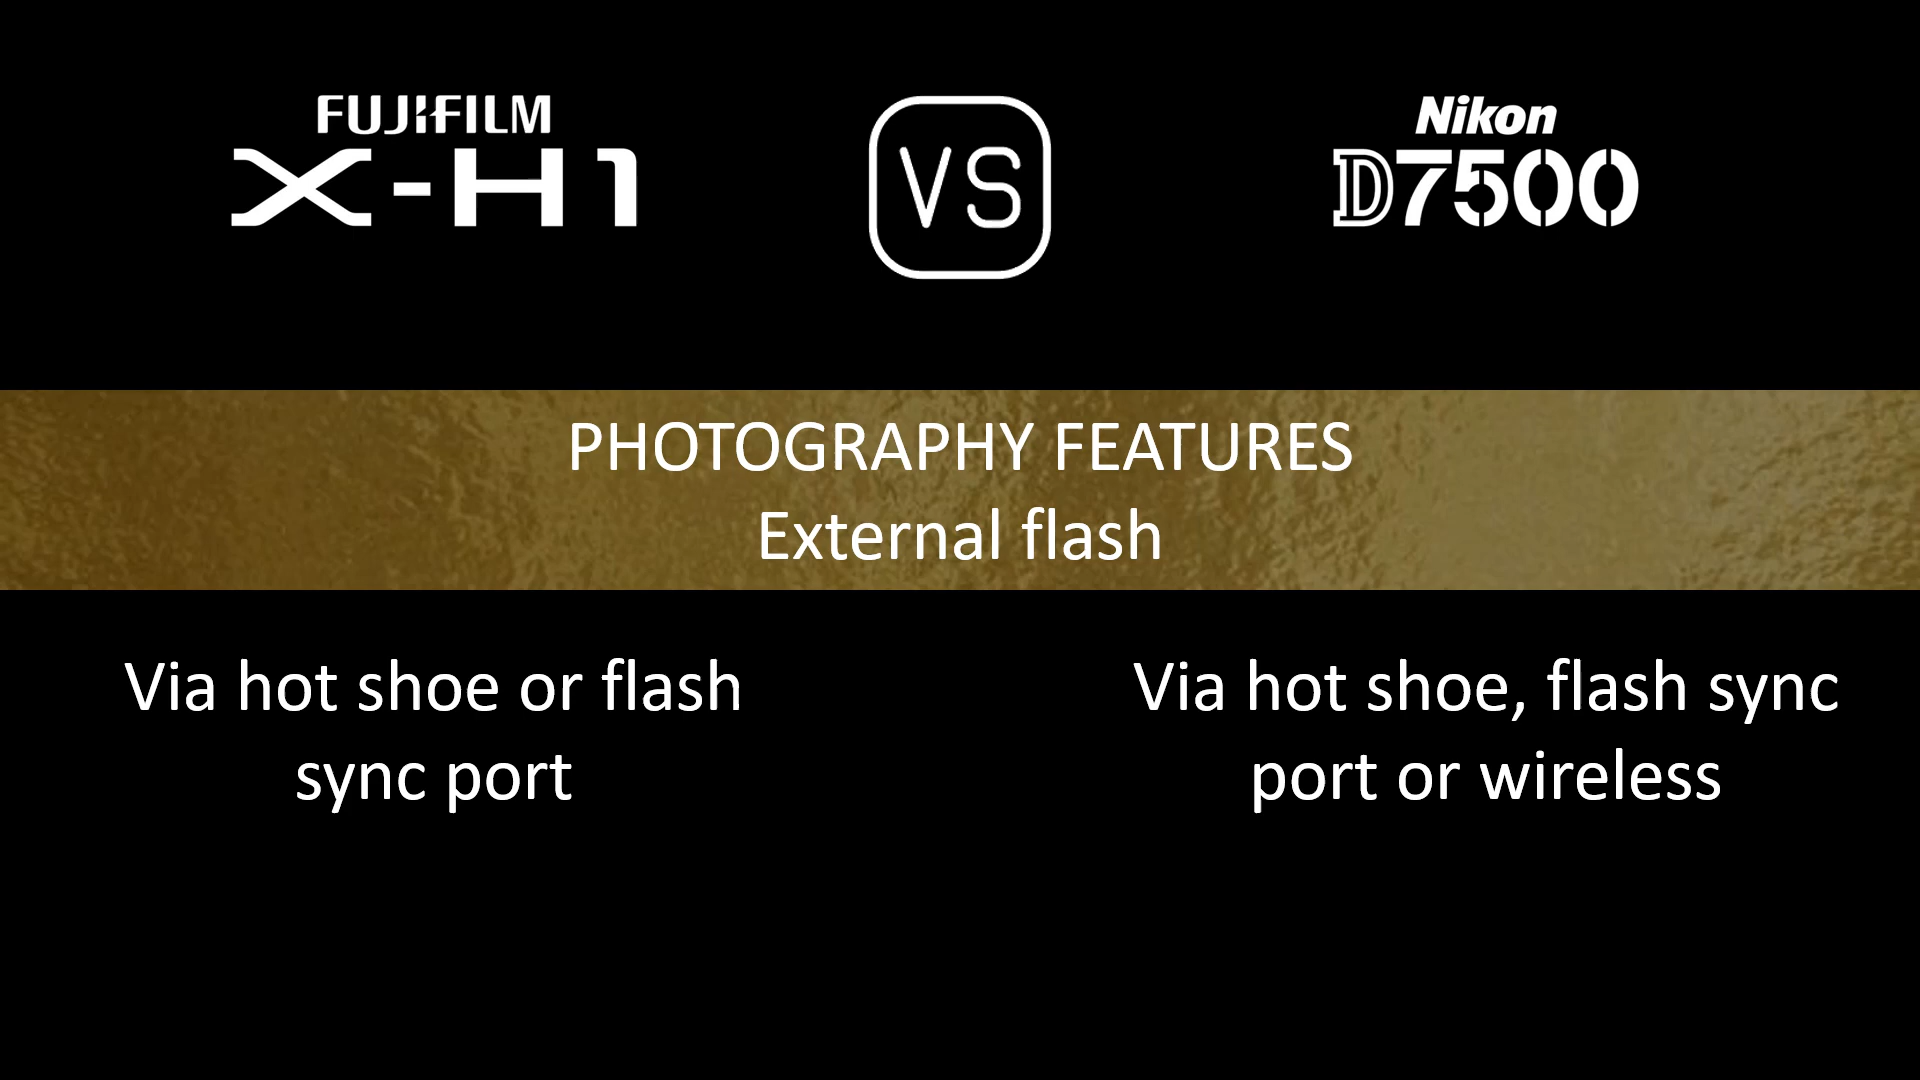 FUJIFILM
X-H1
VS
Nikon
D7500
PHOTOGRAPHY FEATURES
External flash
Via hot shoe or flash
sync port
Via hot shoe, flash sync
port or wireless